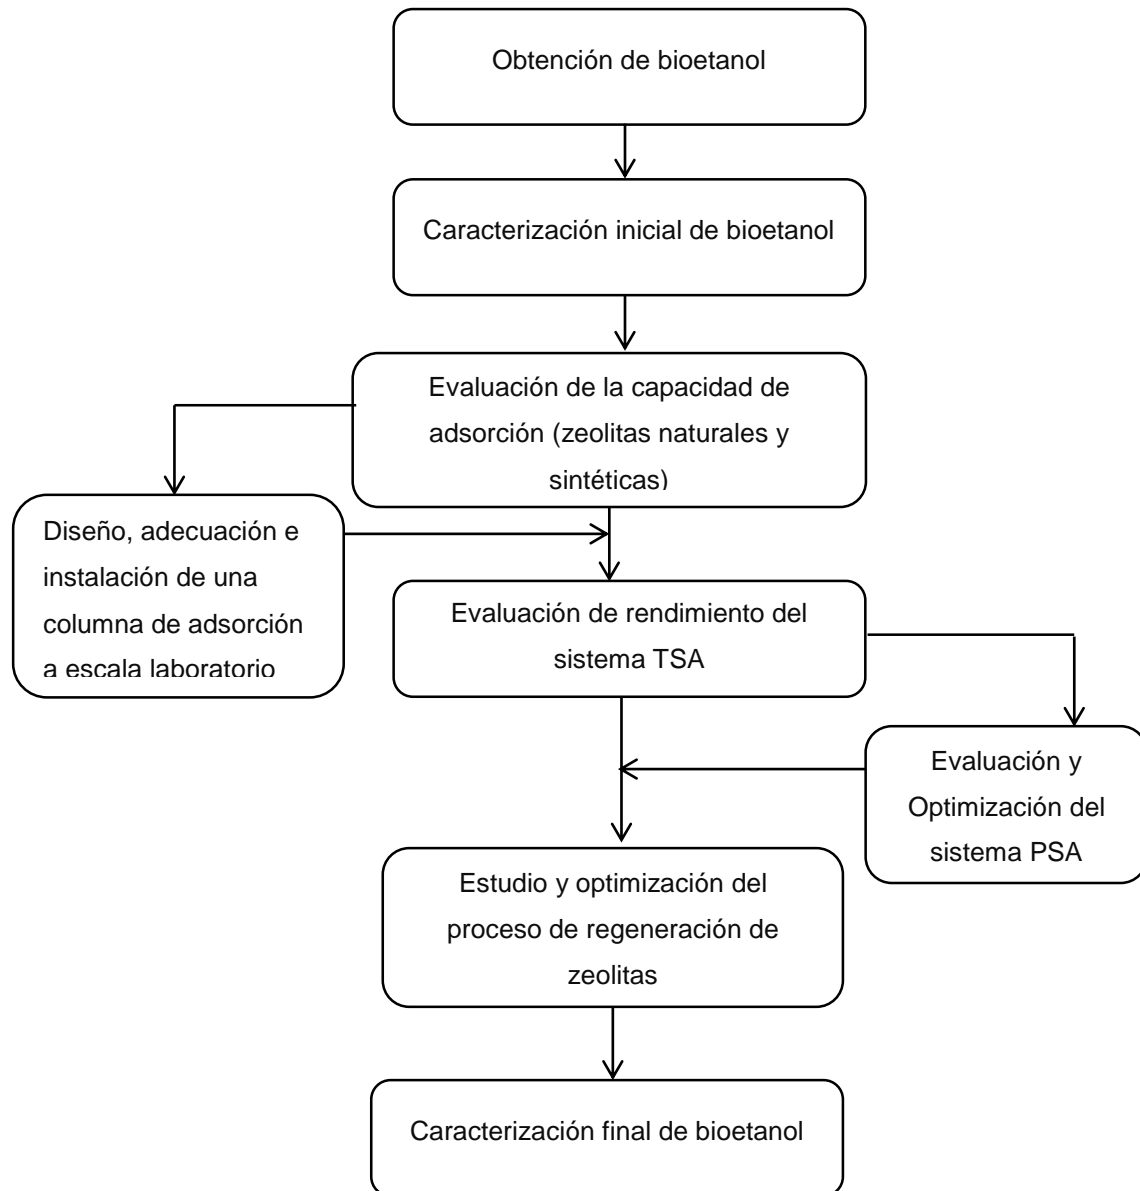 Obtención de bioetanol
Caracterización inicial de bioetanol
Evaluación de la capacidad de
adsorción (zeolitas naturales y
sintéticas)
Diseño, adecuación e
instalación de una
columna de adsorción
a escala laboratorio
Evaluación de rendimiento del
sistema TSA
Evaluación y
Optimización del
sistema PSA
Estudio y optimización del
proceso de regeneración de
zeolitas
Caracterización final de bioetanol